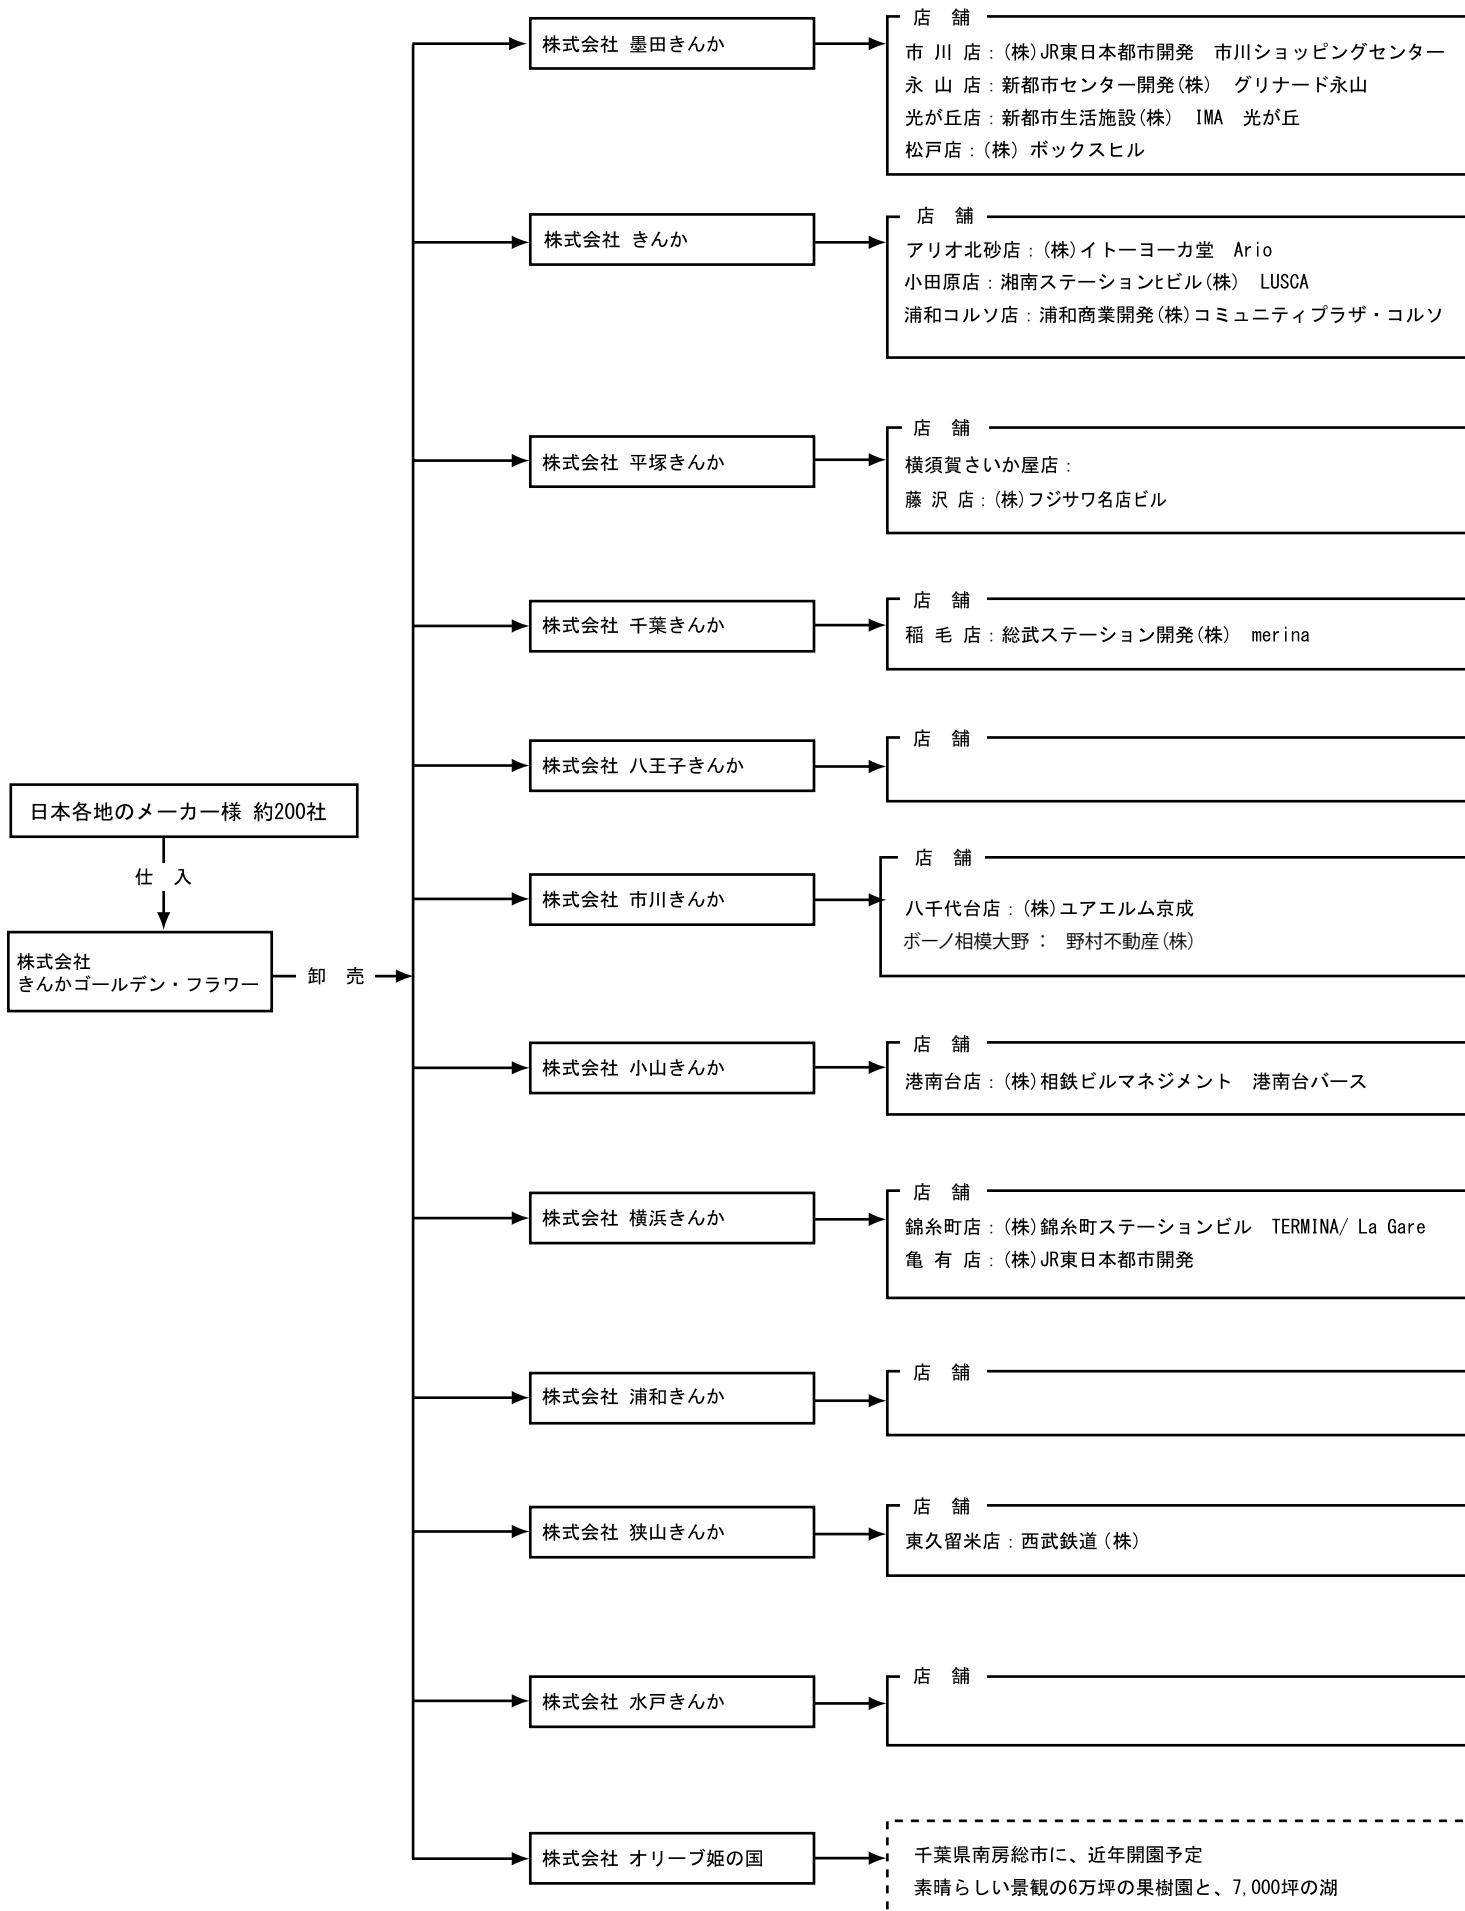 日本各地のメーカー様 約200社
仕 入
株式会社
きんかゴールデン・フラワー
卸 売
株式会社 墨田きんか
店 舗
市 川 店：(株)JR東日本都市開発 市川ショッピングセンター
永 山 店：新都市センター開発(株) グリナード永山
光が丘店：新都市生活施設(株) IMA 光が丘
松戸店：(株) ボックスヒル
株式会社 きんか
店 舗
アリオ北砂店：(株)イトーヨーカ堂 Ario
小田原店：湘南ステーションヒビル(株) LUSCA
浦和コルソ店：浦和商業開発(株)コミュニティプラザ・コルソ
株式会社 平塚きんか
店 舗
横須賀さいか屋店：
藤 沢 店：(株)フジサワ名店ビル
株式会社 千葉きんか
店 舗
稲 毛 店：総武ステーション開発(株) merina
株式会社 八王子きんか
店 舗
株式会社 市川きんか
店 舗
八千代台店：(株)ユアエルム京成
ボーノ相模大野 ： 野村不動産(株)
株式会社 小山きんか
店 舗
港南台店：(株)相鉄ビルマネジメント 港南台バース
株式会社 横浜きんか
店 舗
錦糸町店：(株)錦糸町ステーションビル TERMINA/ La Gare
亀 有 店：(株)JR東日本都市開発
株式会社 浦和きんか
店 舗
株式会社 狭山きんか
店 舗
東久留米店：西武鉄道(株)
株式会社 水戸きんか
店 舗
株式会社 オリーブ姫の国
千葉県南房総市に、近年開園予定
素晴らしい景観の6万坪の果樹園と、7,000坪の湖